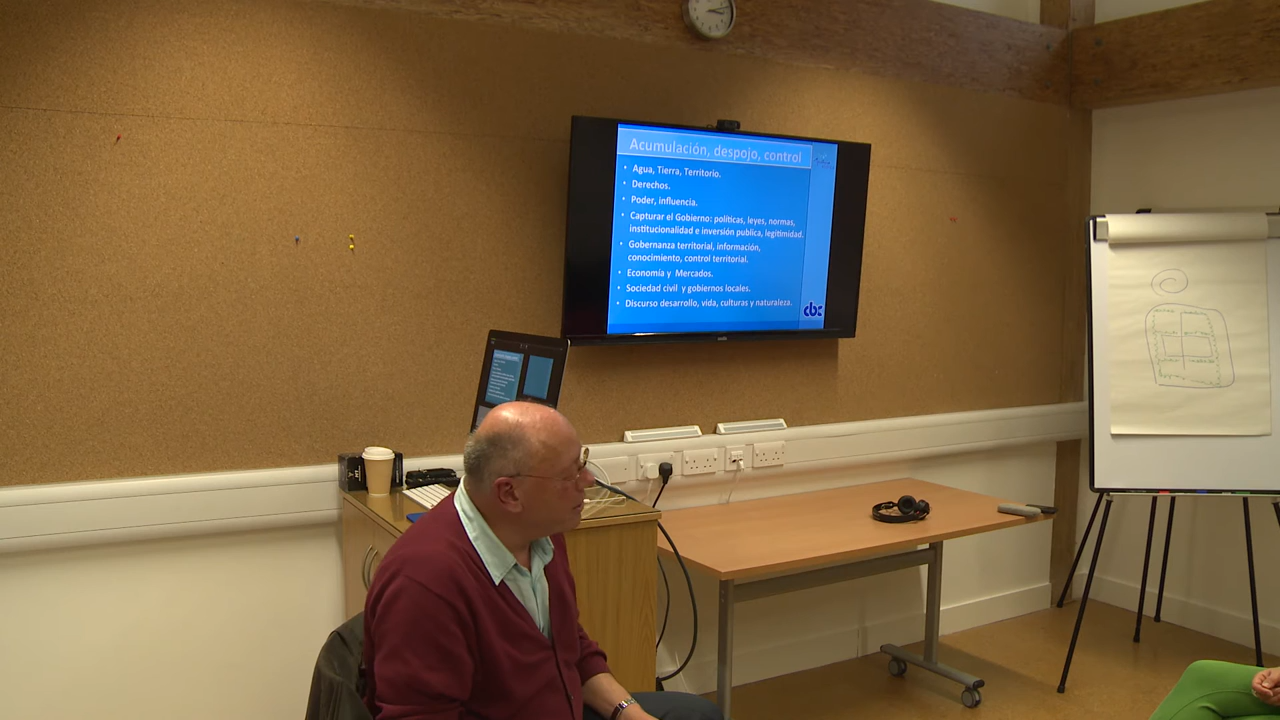 Acumulación, despojo, control
• Agua, Tierra, Territorio.
• Derechos.
• Poder, influencia.
• Capturar el Gobierno: políticas, leyes, normas,
institucionalidad e inversión publica, legitimidad.
• Gobernanza territorial, información,
conocimiento, control territorial.
• Economía y Mercados.
• Sociedad civil y gobiernos locales.
• Discurso desarrollo, vida, culturas y naturaleza.
cbc